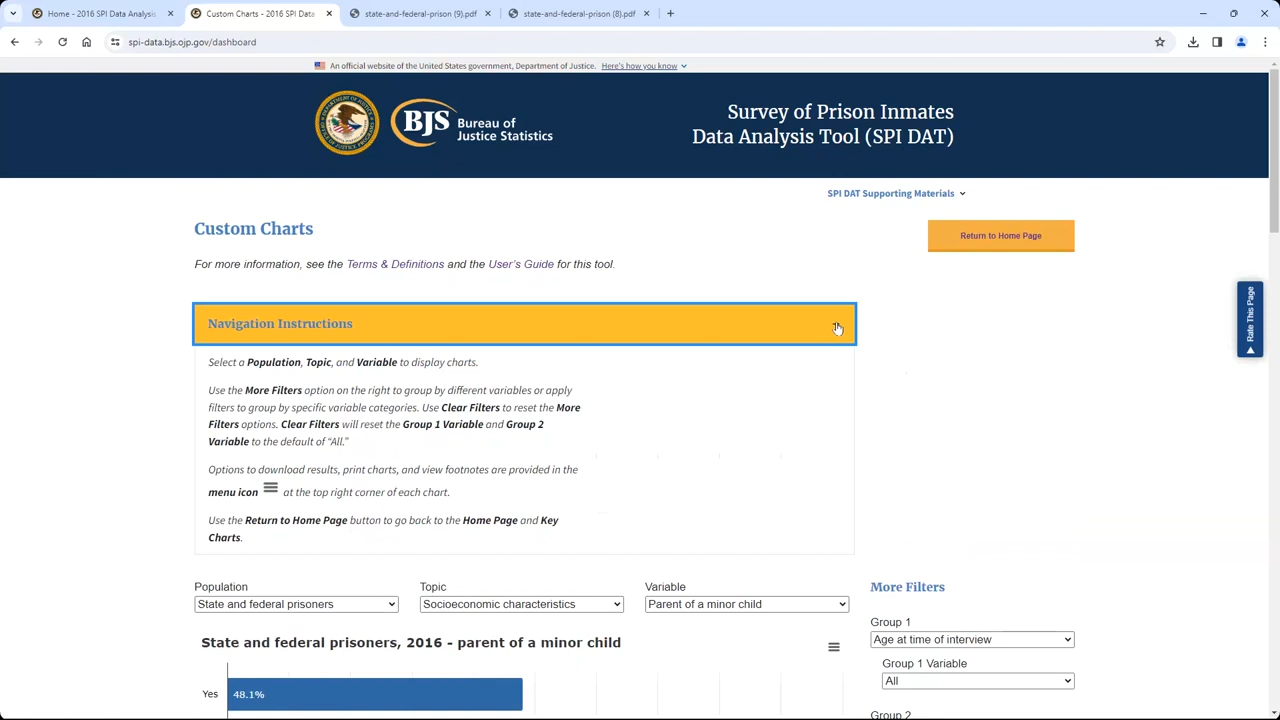 Home - 2016 SPI Data Analysis
Custom Charts - 2016 SPI Data
state-and-federal-prison (9).pdf
state-and-federal-prison (8).pdf
spi-data.bjs.ojp.gov/dashboard
An official website of the United States government, Department of Justice. Here's how you know
BJS Bureau of
Justice Statistics
Survey of Prison Inmates
Data Analysis Tool (SPI DAT)
SPI DAT Supporting Materials
Custom Charts
Return to Home Page
For more information, see the Terms & Definitions and the User's Guide for this tool.
Rate This Page
Navigation Instructions
Select a Population, Topic, and Variable to display charts.
Use the More Filters option on the right to group by different variables or apply
filters to group by specific variable categories. Use Clear Filters to reset the More
Filters options. Clear Filters will reset the Group 1 Variable and Group 2
Variable to the default of “All.”
Options to download results, print charts, and view footnotes are provided in the
menu icon at the top right corner of each chart.
Use the Return to Home Page button to go back to the Home Page and Key
Charts.
Population
State and federal prisoners
Topic
Socioeconomic characteristics
Variable
Parent of a minor child
More Filters
Group 1
Age at time of interview
Group 1 Variable
All
Group 2
State and federal prisoners, 2016 - parent of a minor child
Yes
48.1%